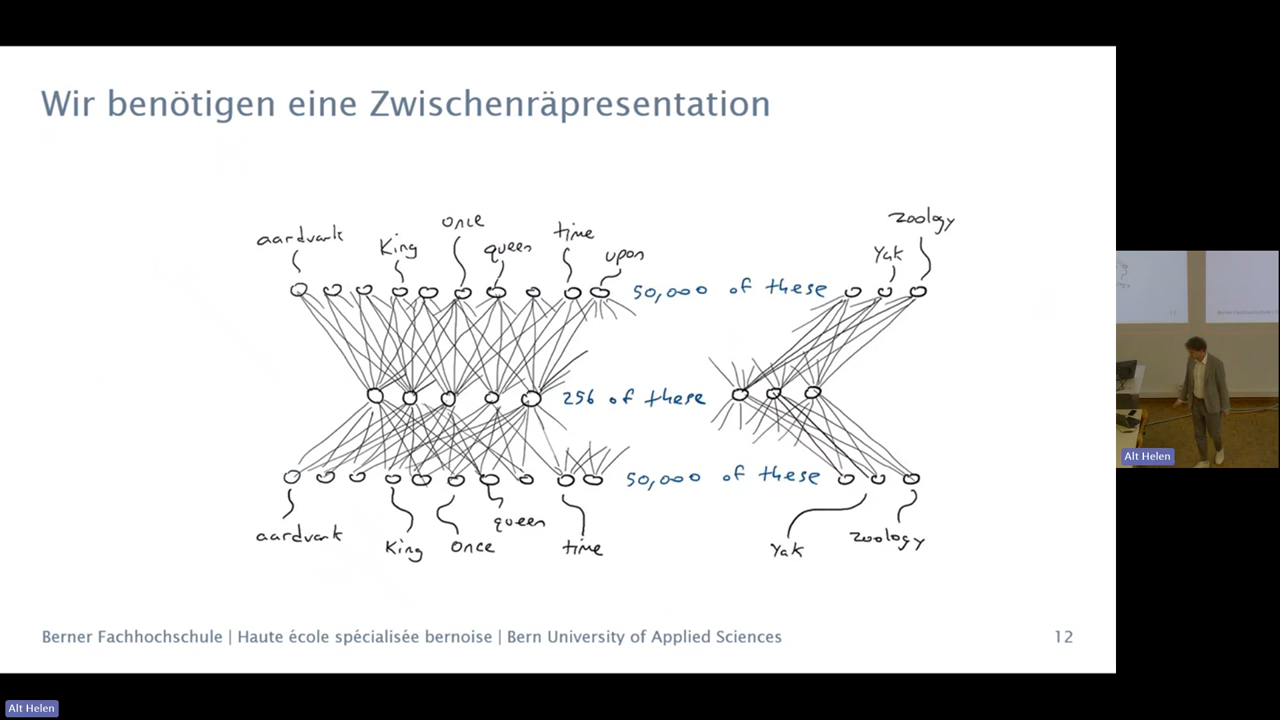 Wir benötigen eine Zwischenräpresentation
aardvark King once queen time upon Yak zoology
50,000 of these
256 of these
50,000 of these
aardvark King once queen time Yak zoology
Berner Fachhochschule | Haute école spécialisée bernoise | Bern University of Applied Sciences 12
Alt Helen
Alt Helen